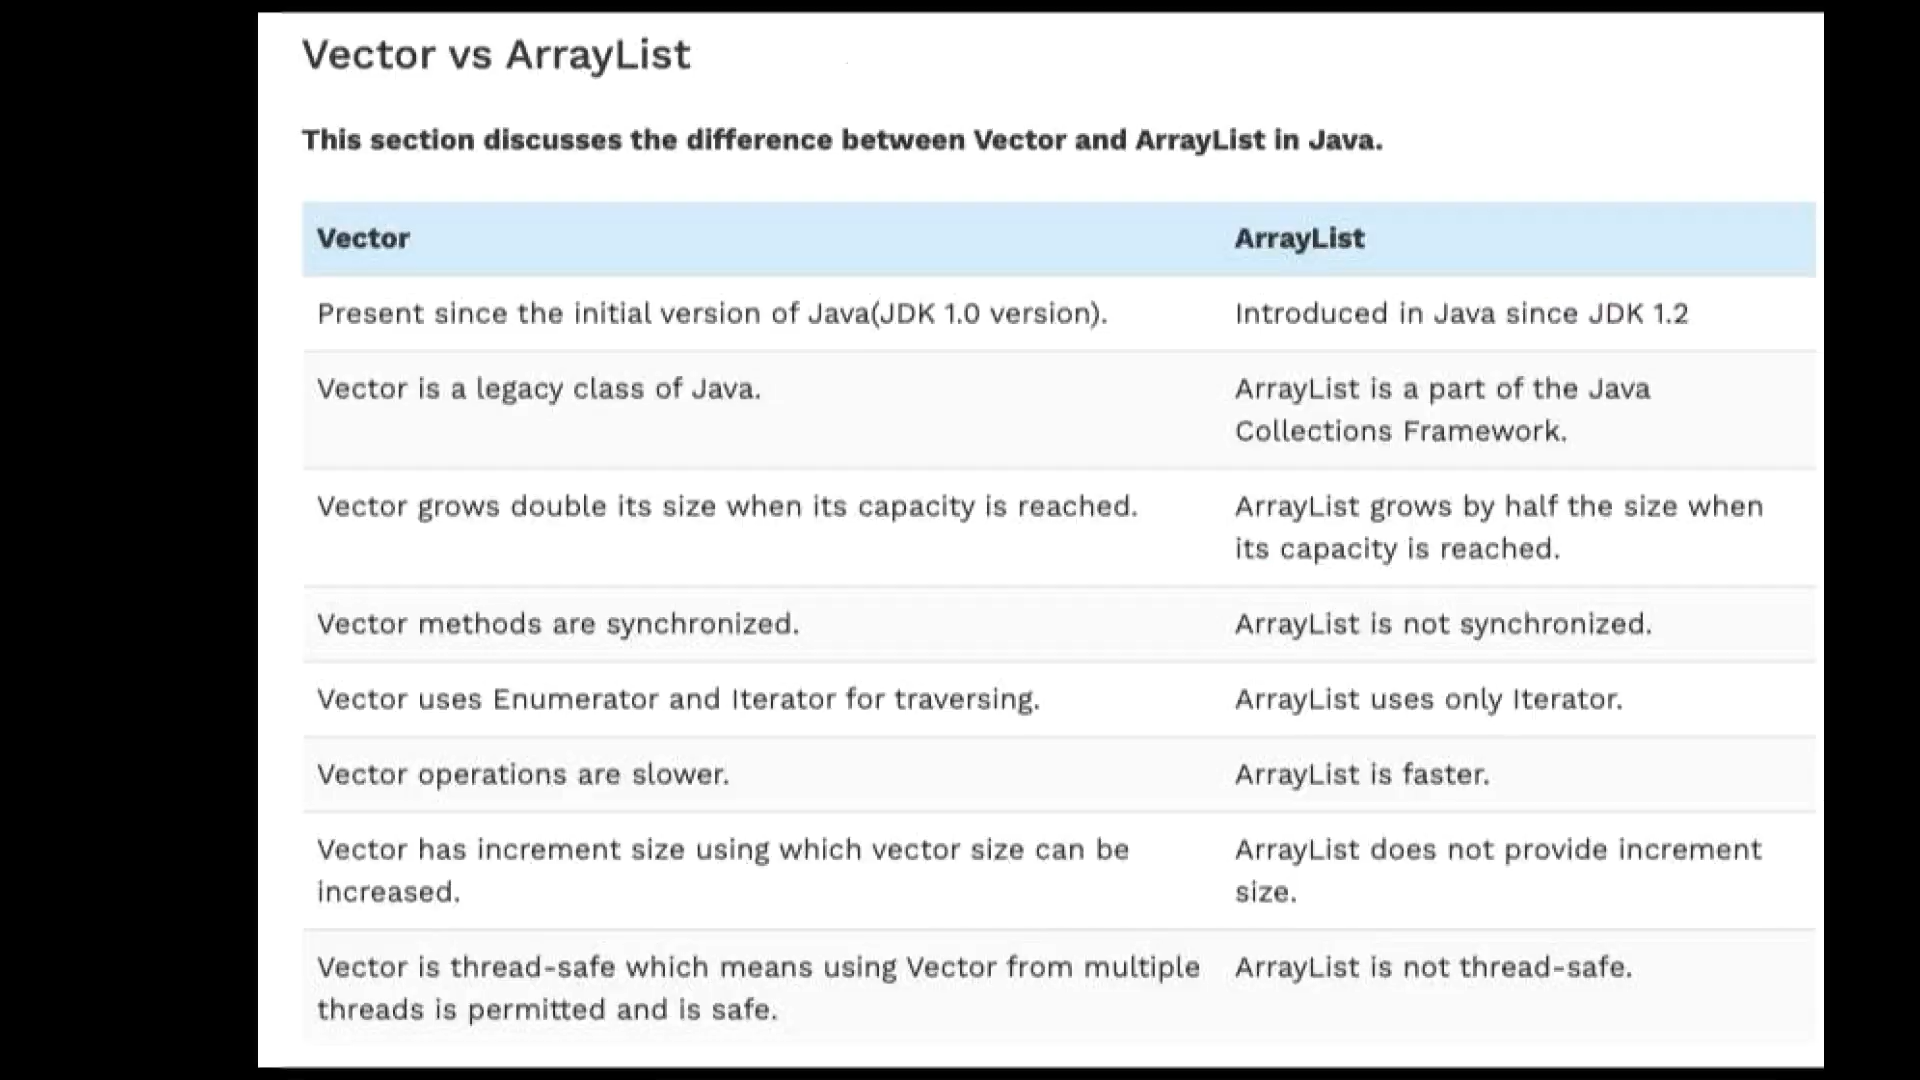 Vector vs ArrayList
This section discusses the difference between Vector and ArrayList in Java.
Vector ArrayList
Present since the initial version of Java(JDK 1.0 version). Introduced in Java since JDK 1.2
Vector is a legacy class of Java. ArrayList is a part of the Java
Collections Framework.
Vector grows double its size when its capacity is reached. ArrayList grows by half the size when
its capacity is reached.
Vector methods are synchronized. ArrayList is not synchronized.
Vector uses Enumerator and Iterator for traversing. ArrayList uses only Iterator.
Vector operations are slower. ArrayList is faster.
Vector has increment size using which vector size can be ArrayList does not provide increment
increased. size.
Vector is thread-safe which means using Vector from multiple ArrayList is not thread-safe.
threads is permitted and is safe.